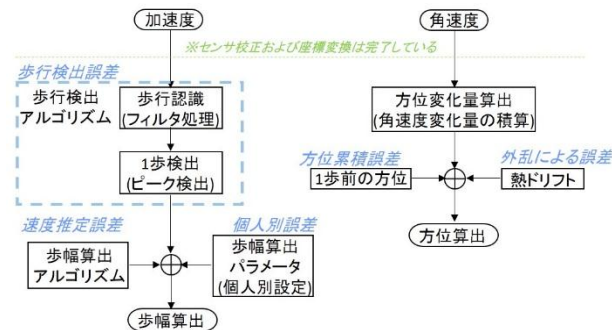 加速度
角速度
※センサ校正および座標変換は完了している
歩行検出誤差
歩行検出
アルゴリズム
歩行認識
(フィルタ処理)
1歩検出
(ピーク検出)
速度推定誤差
個人別誤差
歩幅算出
アルゴリズム
歩幅算出
パラメータ
(個人別設定)
歩幅算出
方位変化量算出
(角速度変化量の積算)
方位累積誤差
外乱による誤差
1歩前の方位
熱ドリフト
方位算出